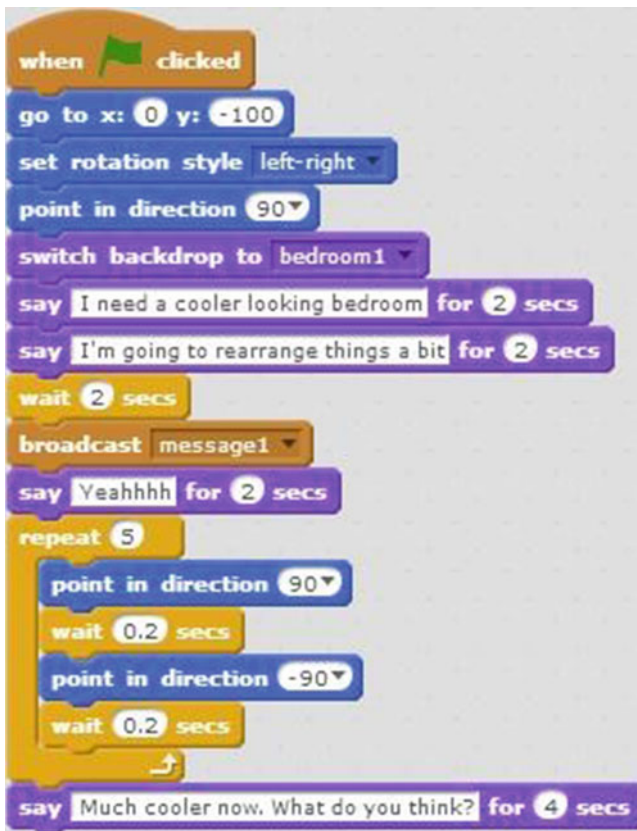 when clicked
go to x: 0 y: -100
set rotation style left-right
point in direction 90
switch backdrop to bedroom1
say I need a cooler looking bedroom for 2 secs
say I'm going to rearrange things a bit for 2 secs
wait 2 secs
broadcast message1
say Yeahhhh for 2 secs
repeat 5
point in direction 90
wait 0.2 secs
point in direction -90
wait 0.2 secs
say Much cooler now. What do you think? for 4 secs